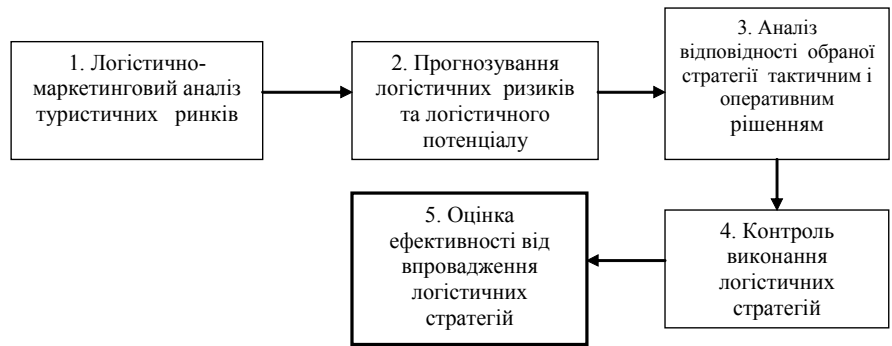 1. Логістично-
маркетинговий аналіз
туристичних ринків
2. Прогнозування
логістичних ризиків
та логістичного
потенціалу
3. Аналіз
відповідності обраної
стратегії тактичним і
оперативним
рішенням
4. Контроль
виконання
логістичних
стратегій
5. Оцінка
ефективності від
впровадження
логістичних
стратегій